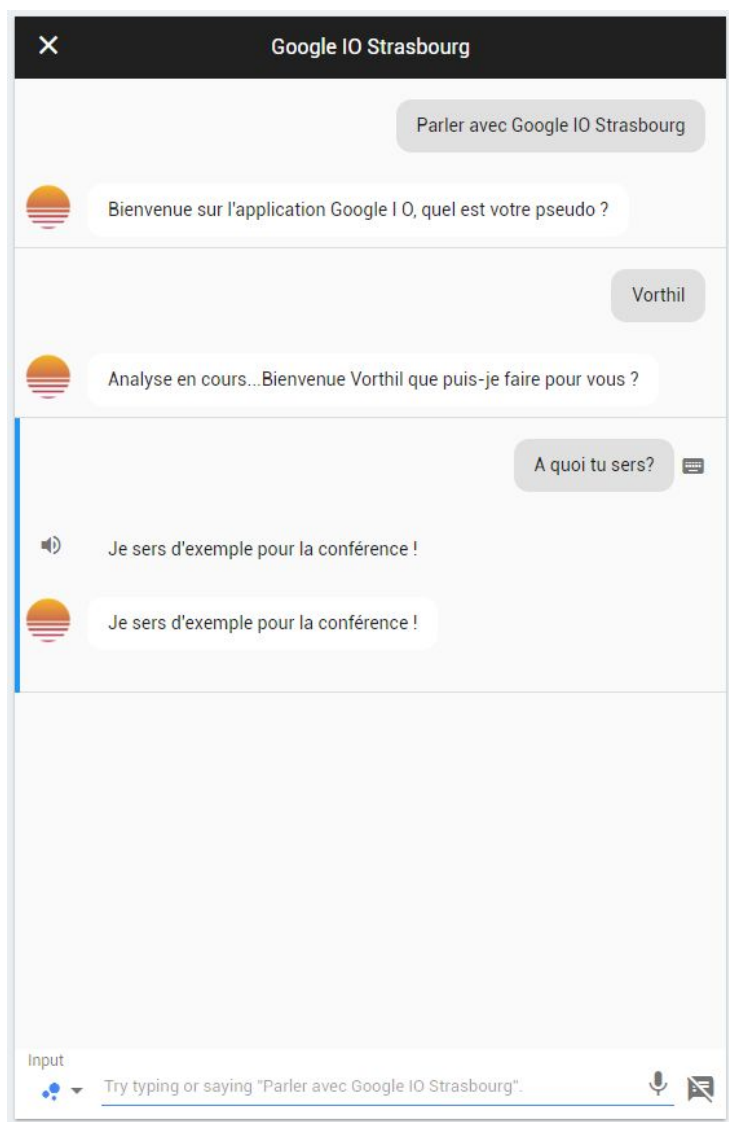 Google IO Strasbourg
Parler avec Google IO Strasbourg
Bienvenue sur l'application Google I O, quel est votre pseudo ?
Vorthil
Analyse en cours...Bienvenue Vorthil que puis-je faire pour vous ?
A quoi tu sers?
Je sers d'exemple pour la conférence !
Je sers d'exemple pour la conférence !
Input
Try typing or saying "Parler avec Google IO Strasbourg".